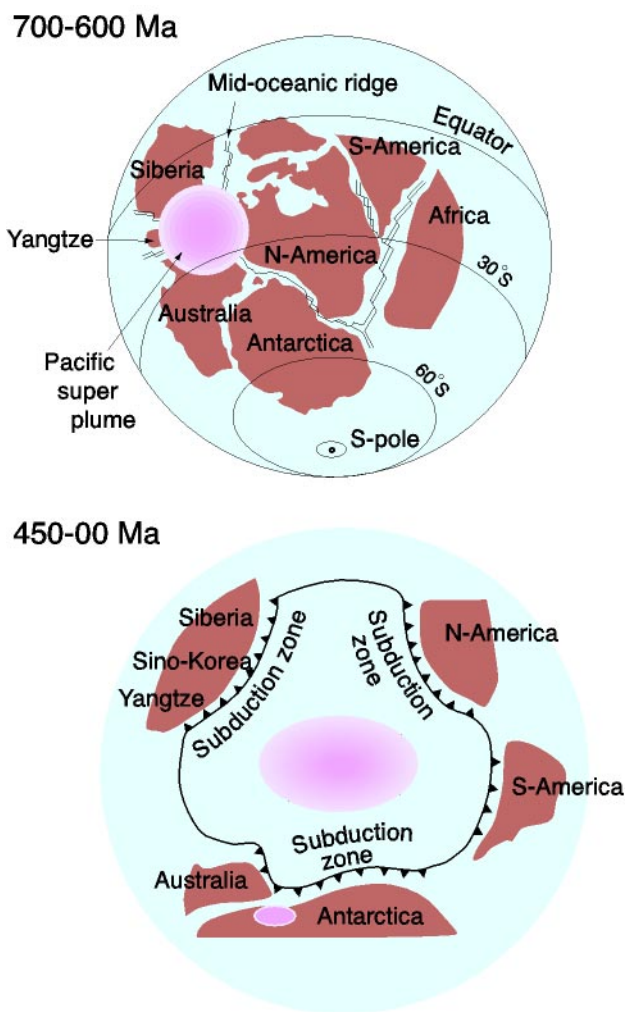 700-600 Ma
Mid-oceanic ridge
Equator
S-America
Siberia
Africa
Yangtze
N-America
30°S
Australia
Antarctica
Pacific
super
plume
60°S
S-pole
450-00 Ma
Siberia
Sino-Korea
Yangtze
Subduction zone
Subduction
zone
N-America
S-America
Subduction
zone
Australia
Antarctica